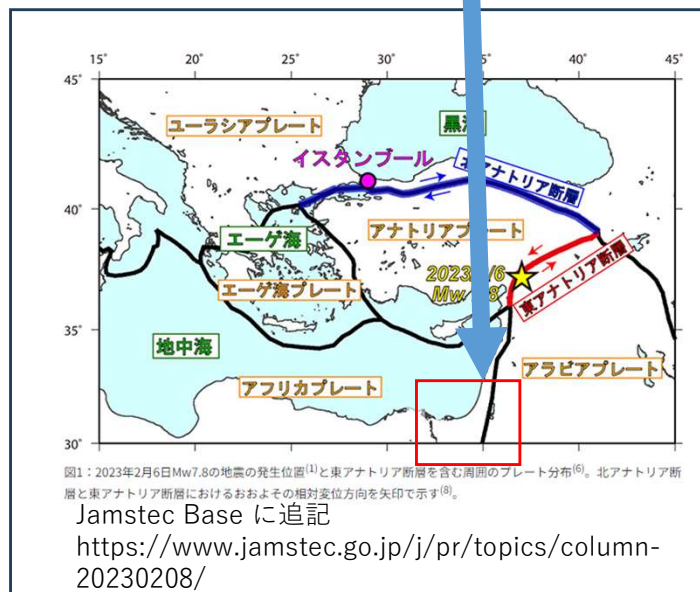 15° 20° 25° 35° 40° 45°
45° 45°
ユーラシアプレート
黒
イスタンブール
北アナトリア断層
40° 40°
エーゲ海
アナトリアプレート
エーゲ海プレート
2023 /6
Mw 8
東アナトリア断層
35° 35°
地中海
アフリカプレート
アラビアプレート
30° 30°
図1：2023年2月6日Mw7.8の地震の発生位置(1)と東アナトリア断層を含む周囲のプレート分布(6)。北アナトリア断
層と東アナトリア断層におけるおおよその相対変位方向を矢印で示す(8)。
Jamstec Base に追記
https://www.jamstec.go.jp/j/pr/topics/column-
20230208/